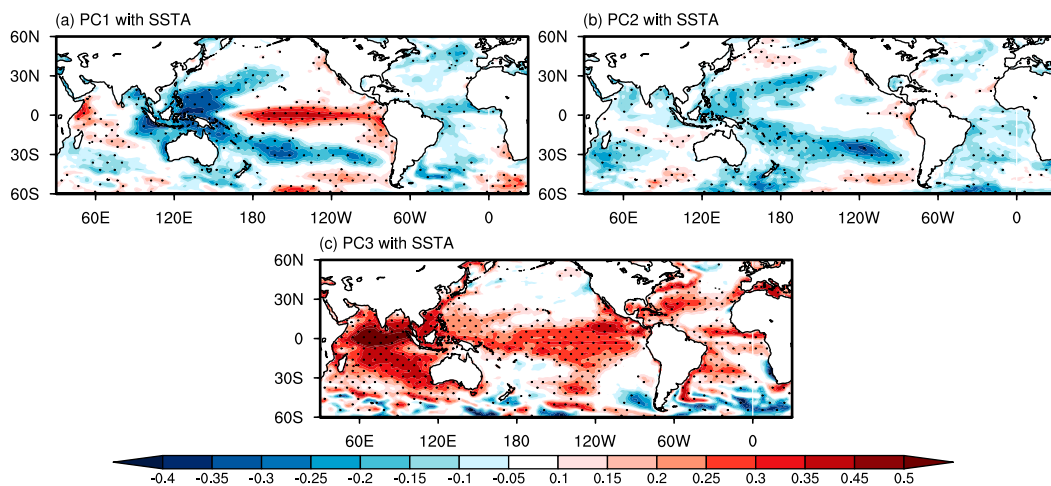 (a) PC1 with SSTA
(b) PC2 with SSTA
60N
30N
0
30S
60S
60E 120E 180 120W 60W 0
60N
30N
0
30S
60S
60E 120E 180 120W 60W 0
(c) PC3 with SSTA
60N
30N
0
30S
60S
60E 120E 180 120W 60W 0
-0.4 -0.35 -0.3 -0.25 -0.2 -0.15 -0.1 -0.05 0.1 0.15 0.2 0.25 0.3 0.35 0.45 0.5